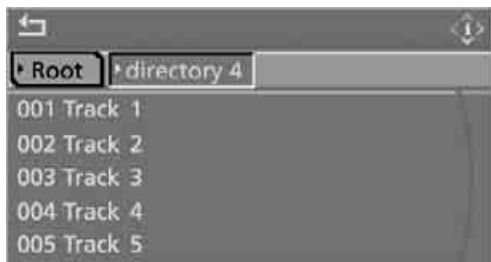 Root directory 4
001 Track 1
002 Track 2
003 Track 3
004 Track 4
005 Track 5